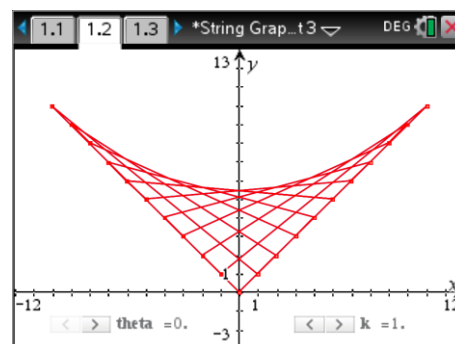 1.1 1.2 1.3 *String Grap...t3 DEG
13 y
1
x
-12 1 12
theta =0. k =1.
-3